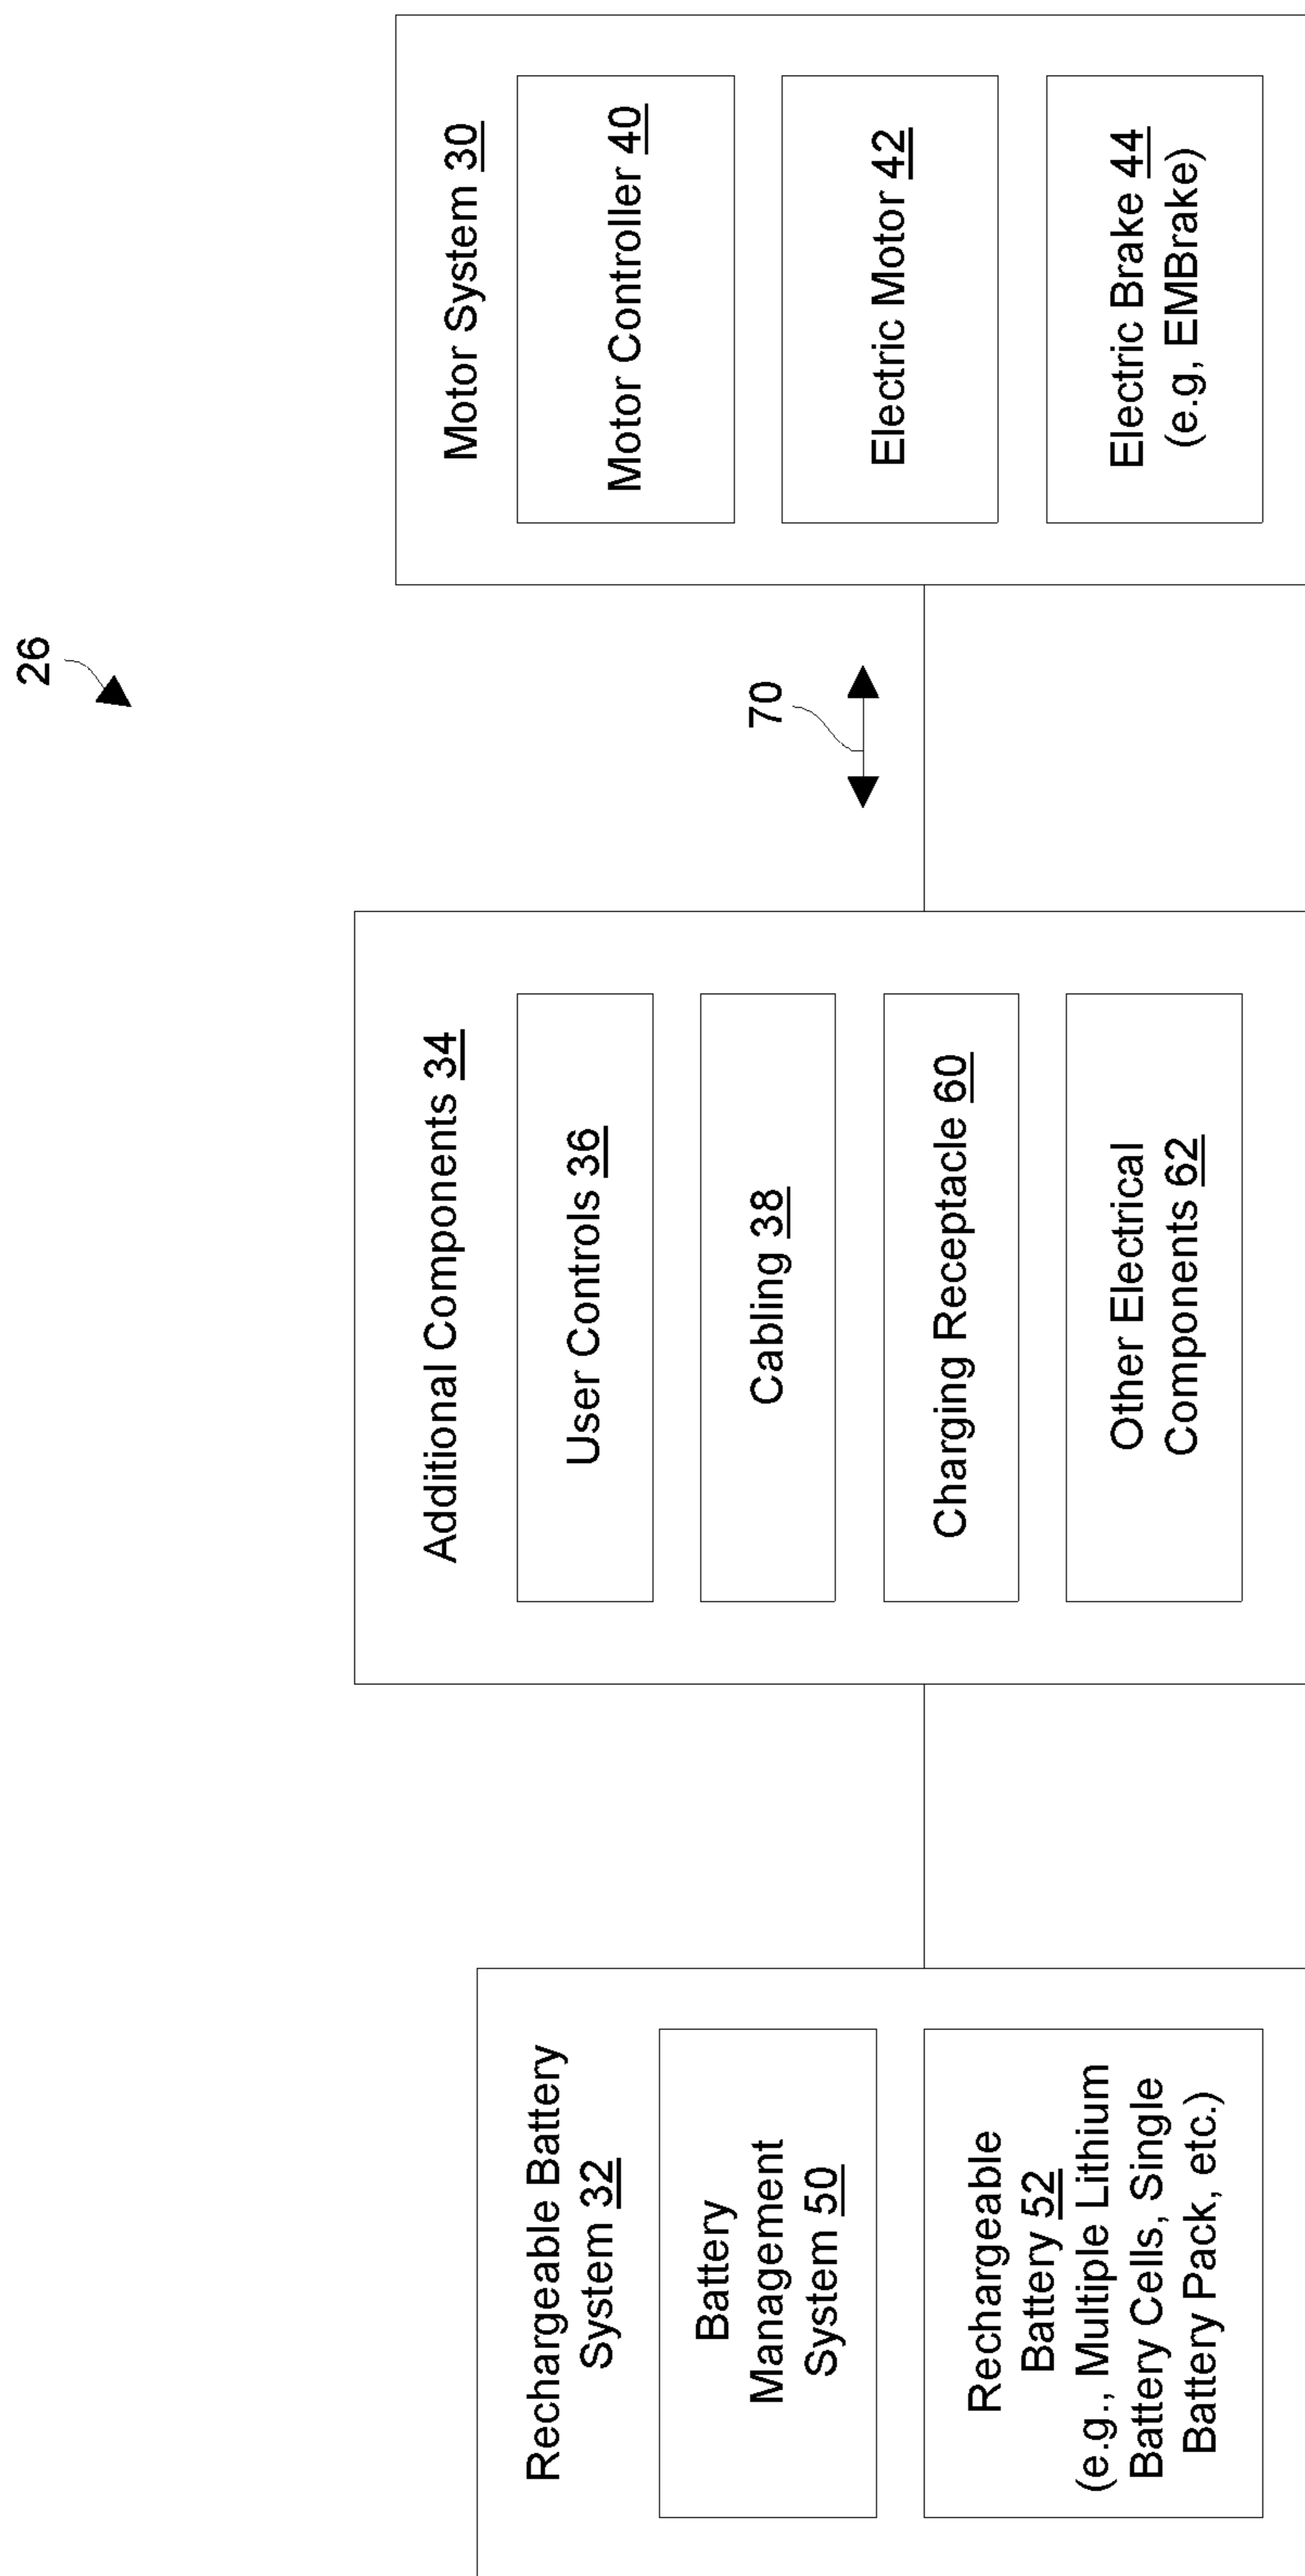 26
Rechargeable Battery
System 32
Battery
Management
System 50
Rechargeable
Battery 52
(e.g., Multiple Lithium
Battery Cells, Single
Battery Pack, etc.)
Additional Components 34
User Controls 36
Cabling 38
Charging Receptacle 60
Other Electrical
Components 62
70
Motor System 30
Motor Controller 40
Electric Motor 42
Electric Brake 44
(e.g, EMBrake)